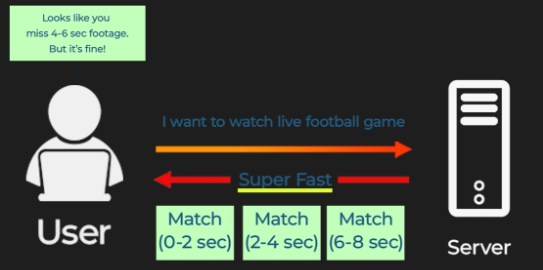 Looks like you
miss 4-6 sec footage.
But it's fine!
I want to watch live football game
Super Fast
Match
(0-2 sec)
Match
(2-4 sec)
Match
(6-8 sec)
User
Server